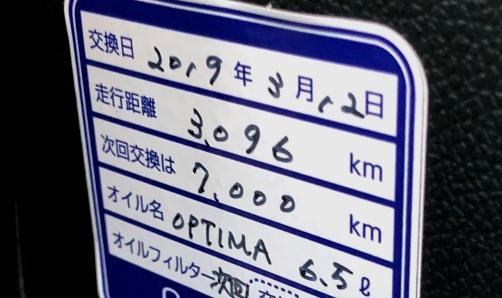 交換日 2019年3月12日
走行距離 3,096 km
次回交換は 7,000 km
オイル名 OPTIMA 6.5ℓ
オイルフィルター 次回